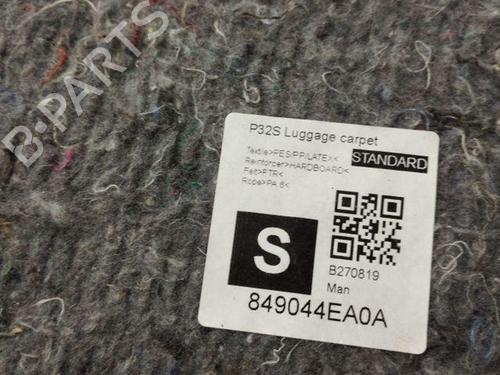 B-PARTS
P32S Luggage carpet
Textile>PES/PP/LATEX<
STANDARD
Reinforcer>HARDBOARD<
Felt>FTR<
Rope>PA 6<
S
B270819
Man
849044EA0A